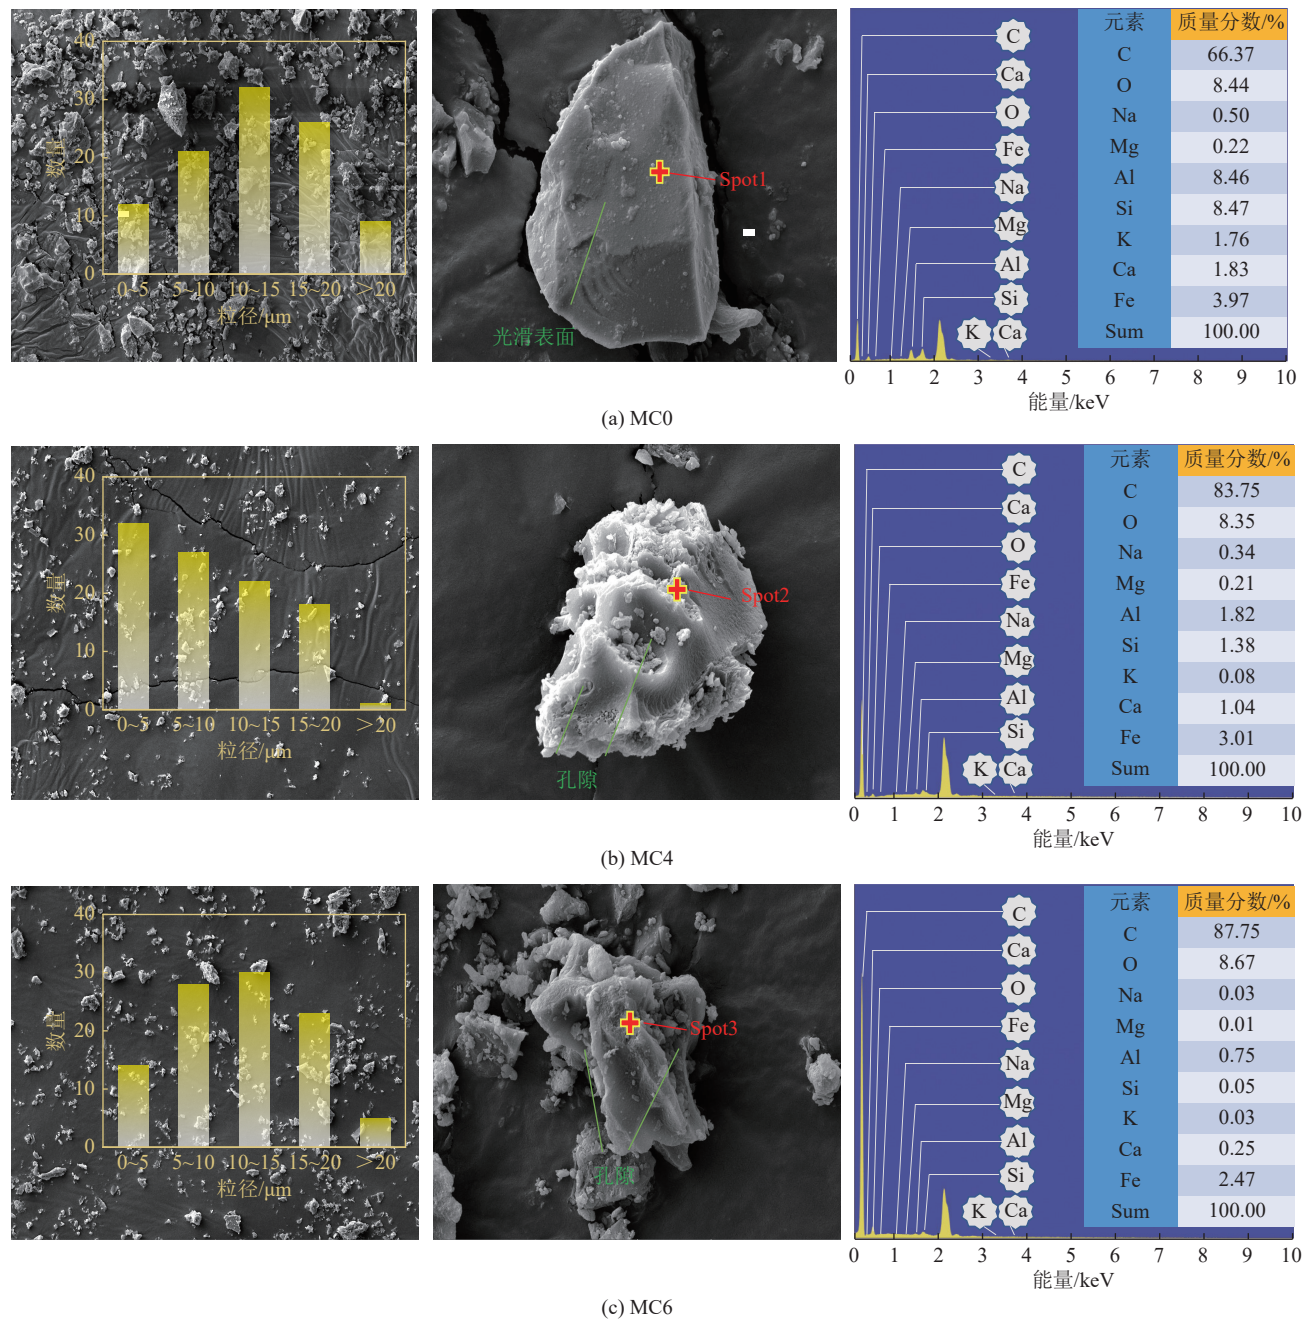 40
30
20
10
0
数量
0~5 5~10 10~15 15~20 >20
粒径/μm
Spot1
光滑表面
C
Ca
O
Fe
Na
Mg
Al
Si
K Ca
元素 质量分数/%
C 66.37
O 8.44
Na 0.50
Mg 0.22
Al 8.46
Si 8.47
K 1.76
Ca 1.83
Fe 3.97
Sum 100.00
0 1 2 3 4 5 6 7 8 9 10
能量/keV
(a) MC0
40
30
20
10
0
数量
0~5 5~10 10~15 15~20 >20
粒径/μm
Spot2
孔隙
C
Ca
O
Fe
Na
Mg
Al
Si
K Ca
元素 质量分数/%
C 83.75
O 8.35
Na 0.34
Mg 0.21
Al 1.82
Si 1.38
K 0.08
Ca 1.04
Fe 3.01
Sum 100.00
0 1 2 3 4 5 6 7 8 9 10
能量/keV
(b) MC4
40
30
20
10
0
数量
0~5 5~10 10~15 15~20 >20
粒径/μm
Spot3
孔隙
C
Ca
O
Fe
Na
Mg
Al
Si
K Ca
元素 质量分数/%
C 87.75
O 8.67
Na 0.03
Mg 0.01
Al 0.75
Si 0.05
K 0.03
Ca 0.25
Fe 2.47
Sum 100.00
0 1 2 3 4 5 6 7 8 9 10
能量/keV
(c) MC6